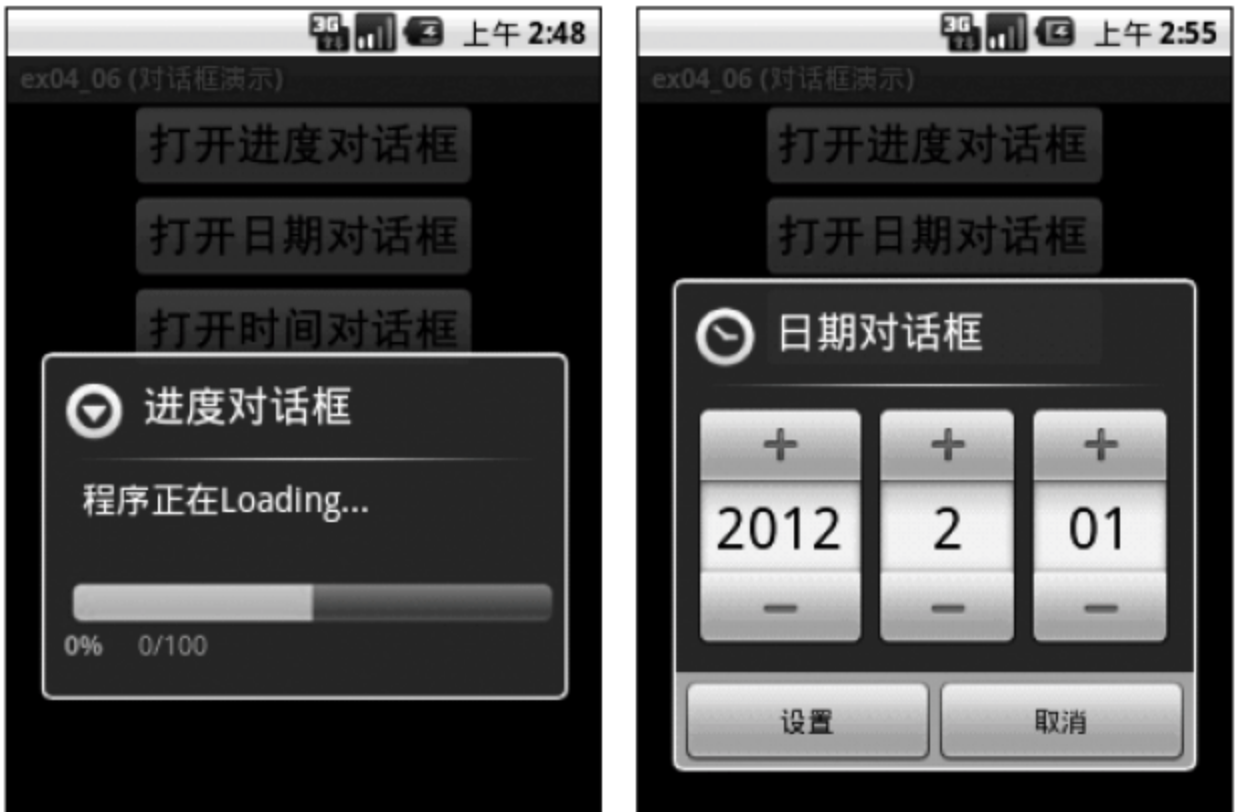 3G 上午 2:48
ex04_06 (对话框演示)
打开进度对话框
打开日期对话框
打开时间对话框
进度对话框
程序正在Loading...
0% 0/100
3G 上午 2:55
ex04_06 (对话框演示)
打开进度对话框
打开日期对话框
日期对话框
+ + +
2012 2 01
− − −
设置 取消